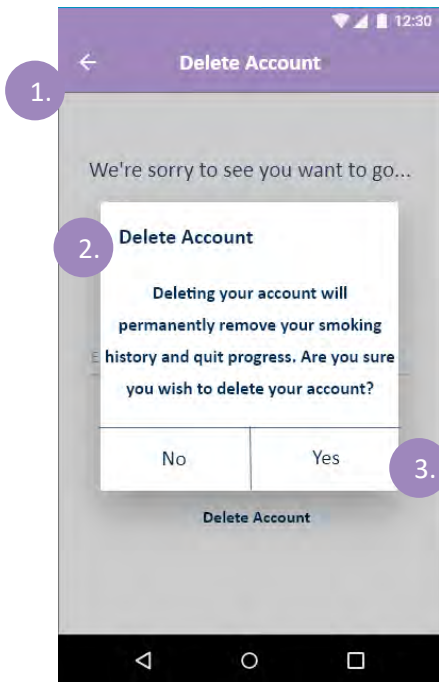 12:30
Delete Account
1.
We're sorry to see you want to go...
2.
Delete Account
Deleting your account will
permanently remove your smoking
E history and quit progress. Are you sure
you wish to delete your account?
No
Yes
3.
Delete Account